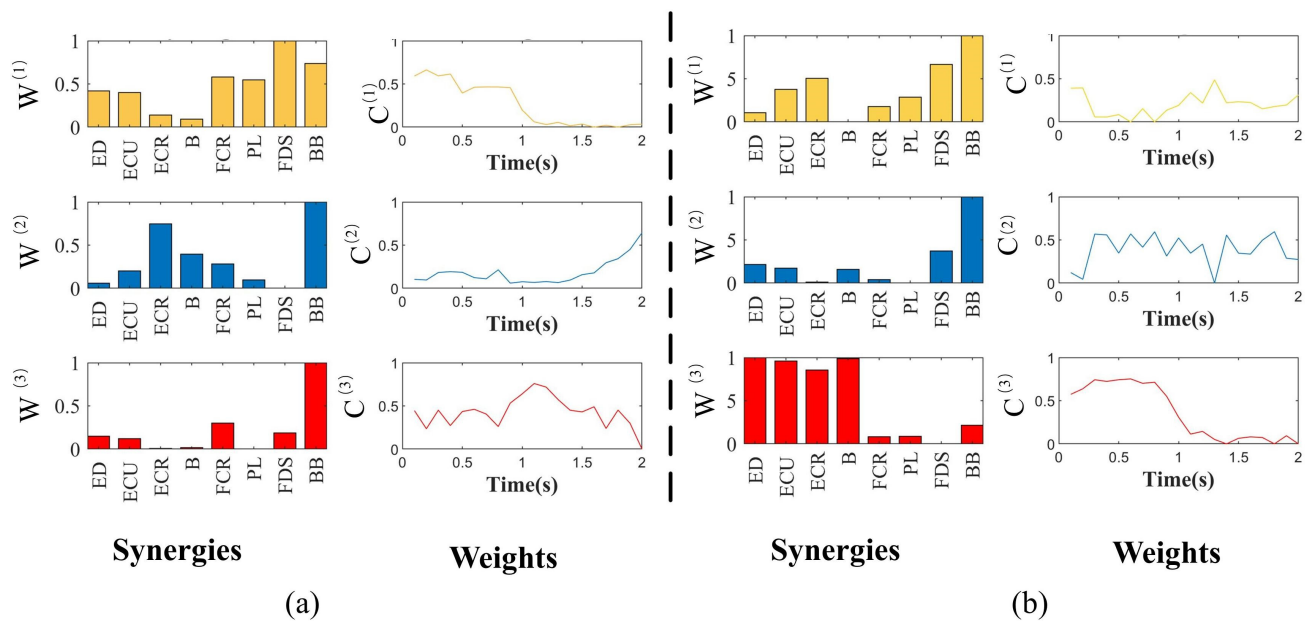 W (1)
1
0.5
0
ED
ECU
ECR
B
FCR
PL
FDS
BB
C (1)
1
0.5
0
0 0.5 1 1.5 2
Time(s)
W (2)
1
0.5
0
ED
ECU
ECR
B
FCR
PL
FDS
BB
C (2)
1
0.5
0
0 0.5 1 1.5 2
Time(s)
W (3)
1
0.5
0
ED
ECU
ECR
B
FCR
PL
FDS
BB
C (3)
1
0.5
0
0 0.5 1 1.5 2
Time(s)
Synergies
Weights
(a)
W (1)
1
5
0
ED
ECU
ECR
B
FCR
PL
FDS
BB
C (1)
1
0.5
0
0 0.5 1 1.5 2
Time(s)
W (2)
1
5
0
ED
ECU
ECR
B
FCR
PL
FDS
BB
C (2)
1
0.5
0
0 0.5 1 1.5 2
Time(s)
W (3)
1
5
0
ED
ECU
ECR
B
FCR
PL
FDS
BB
C (3)
1
0.5
0
0 0.5 1 1.5 2
Time(s)
Synergies
Weights
(b)